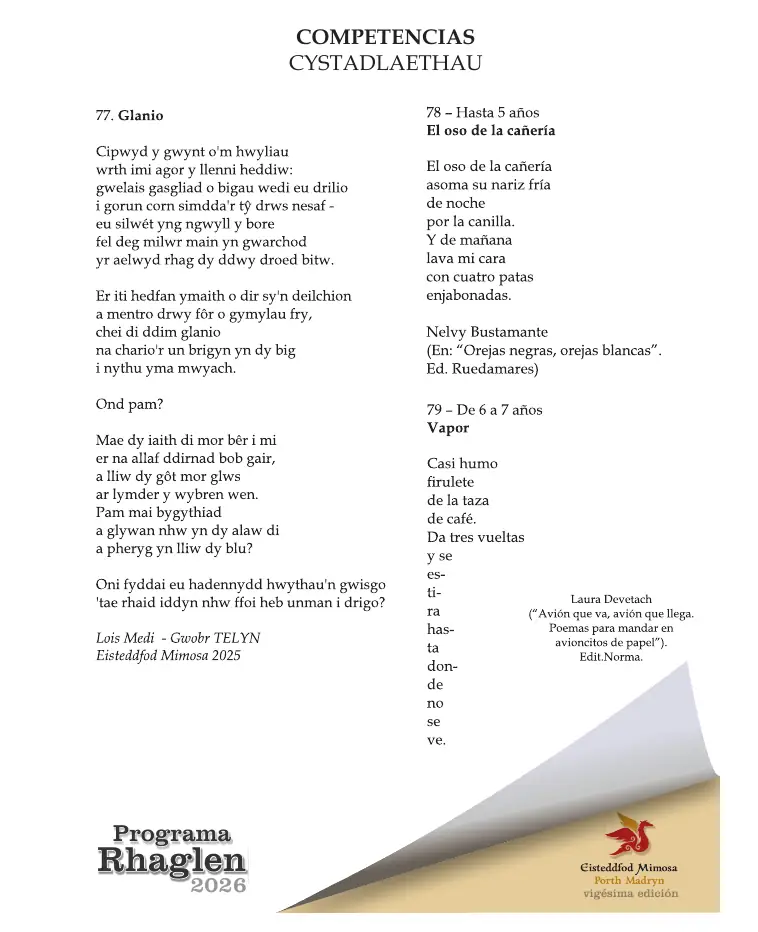 COMPETENCIAS
CYSTADLAETHAU
77. Glanio
Cipwyd y gwynt o'm hwyliau
wrth imi agor y llenni heddiw:
gwelais gasgliad o bigau wedi eu drilio
i gorun corn simdda'r tŷ drws nesaf -
eu silwét yng ngwyll y bore
fel deg milwr main yn gwarchod
yr aelwyd rhag dy ddwy droed bitw.
Er iti hedfan ymaith o dir sy'n deilchion
a mentro drwy fôr o gymylau fry,
chei di ddim glanio
na chario'r un brigyn yn dy big
i nythu yma mwyach.
Ond pam?
Mae dy iaith di mor bêr i mi
er na allaf ddirnad bob gair,
a lliw dy gôt mor glws
ar lymder y wybren wen.
Pam mai bygythiad
a glywan nhw yn dy alaw di
a pheryg yn lliw dy blu?
Oni fyddai eu hadennydd hwythau'n gwisgo
'tae rhaid iddyn nhw ffoi heb unman i drigo?
Lois Medi - Gwobr TELYN
Eisteddfod Mimosa 2025
78 – Hasta 5 años
El oso de la cañería
El oso de la cañería
asoma su nariz fría
de noche
por la canilla.
Y de mañana
lava mi cara
con cuatro patas
enjabonadas.
Nelvy Bustamante
(En: “Orejas negras, orejas blancas”.
Ed. Ruedamares)
79 – De 6 a 7 años
Vapor
Casi humo
firulete
de la taza
de café.
Da tres vueltas
y se
es-
ti-
ra
has-
ta
don-
de
no
se
ve.
Laura Devetach
(“Avión que va, avión que llega.
Poemas para mandar en
avioncitos de papel”).
Edit.Norma.
Programa
Rhaglen
2026
Eisteddfod Mimosa
Porth Madryn
vigésima edición